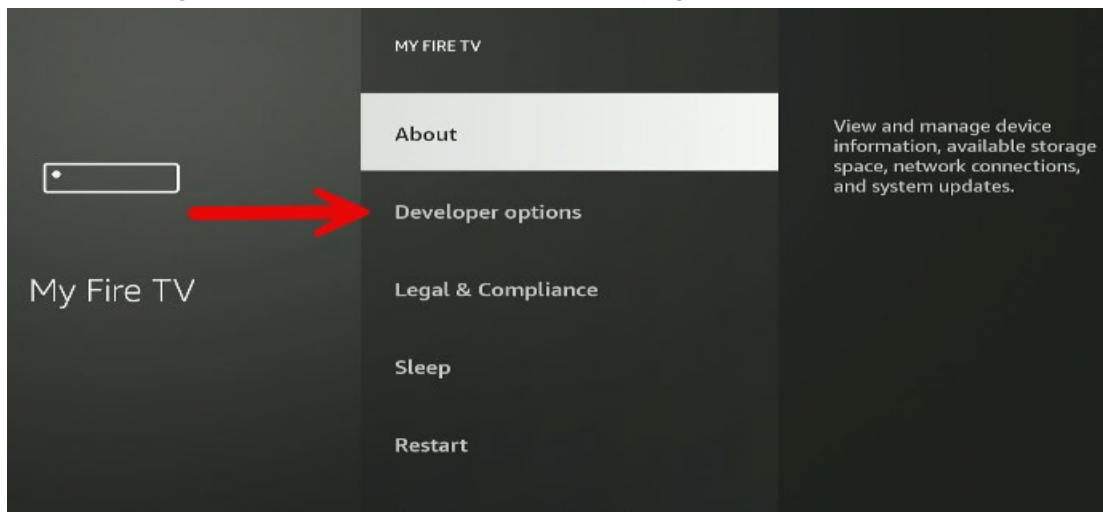 MY FIRE TV
About
View and manage device
information, available storage
space, network connections,
and system updates.
Developer options
My Fire TV
Legal & Compliance
Sleep
Restart